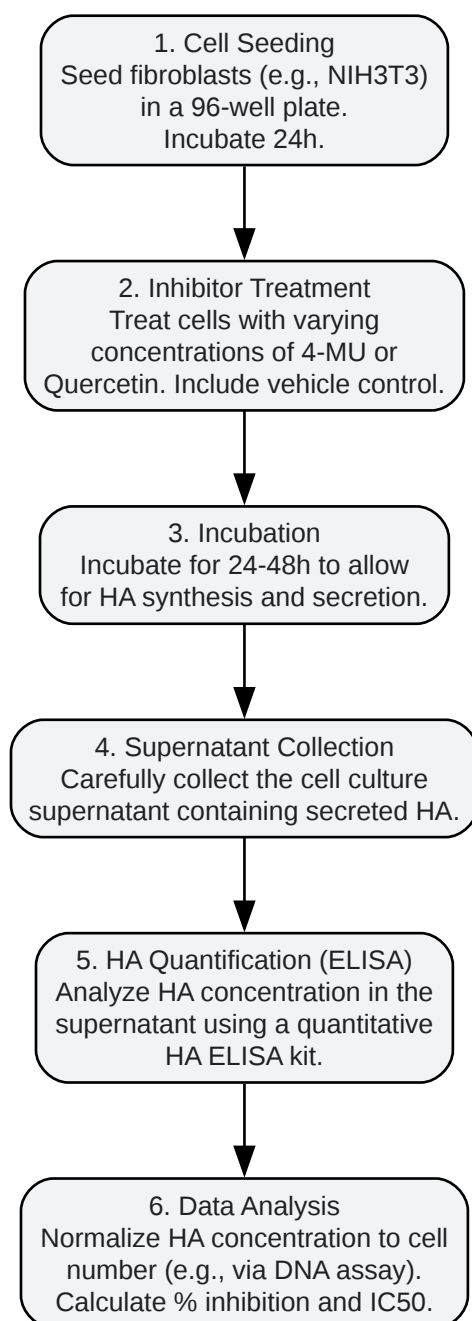 1. Cell Seeding
Seed fibroblasts (e.g., NIH3T3)
in a 96-well plate.
Incubate 24h.
2. Inhibitor Treatment
Treat cells with varying
concentrations of 4-MU or
Quercetin. Include vehicle control.
3. Incubation
Incubate for 24-48h to allow
for HA synthesis and secretion.
4. Supernatant Collection
Carefully collect the cell culture
supernatant containing secreted HA.
5. HA Quantification (ELISA)
Analyze HA concentration in the
supernatant using a quantitative
HA ELISA kit.
6. Data Analysis
Normalize HA concentration to cell
number (e.g., via DNA assay).
Calculate % inhibition and IC50.